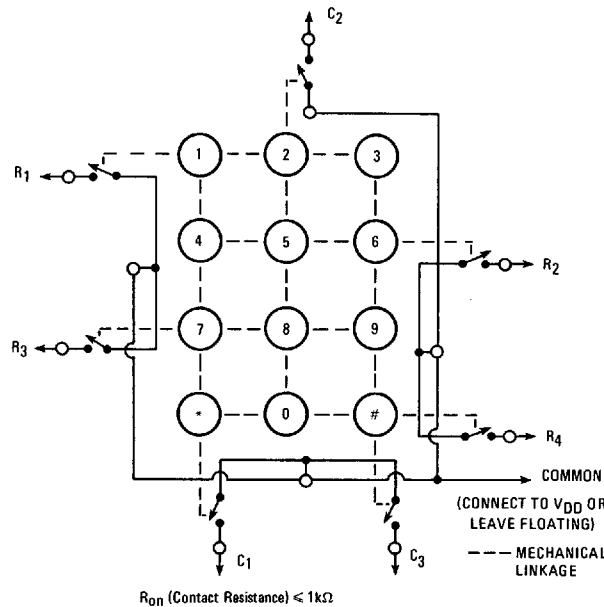 C2
1 2 3
R1
4 5 6
R2
7 8 9
R3
* 0 #
R4
COMMON
(CONNECT TO VDD OR
LEAVE FLOATING)
C1 C3
--- MECHANICAL
LINKAGE
Ron (Contact Resistance) ⩽ 1kΩ